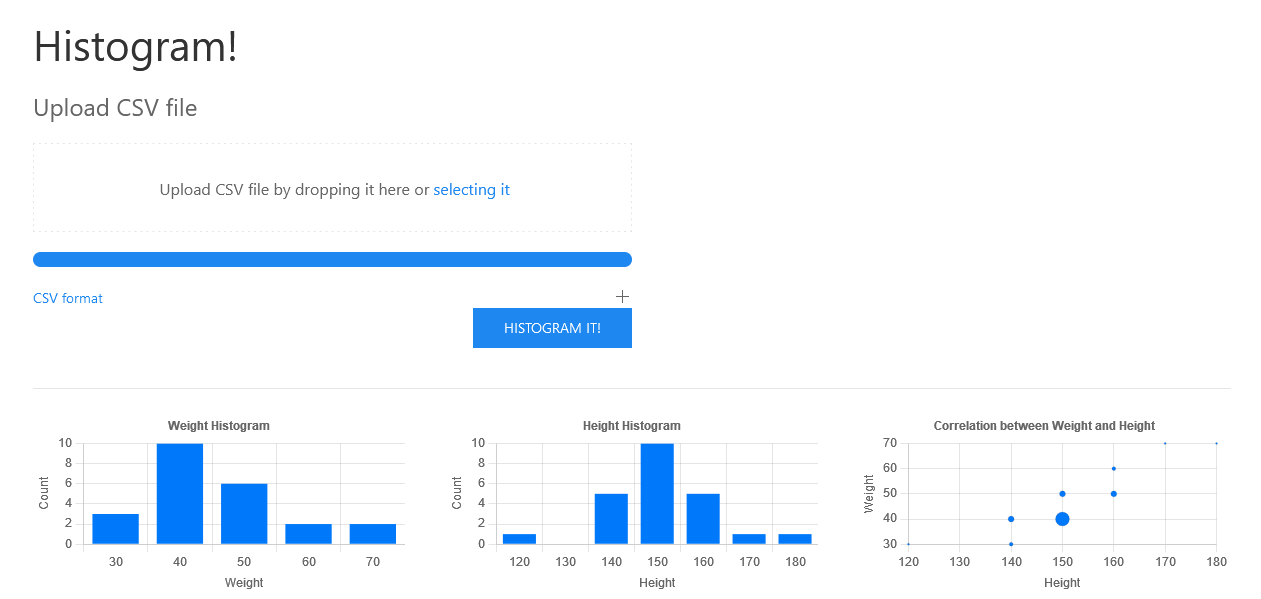 Histogram!
Upload CSV file
Upload CSV file by dropping it here or selecting it
CSV format
HISTOGRAM IT!
Weight Histogram
10
8
6
4
2
0
Count
30 40 50 60 70
Weight
Height Histogram
10
8
6
4
2
0
Count
120 130 140 150 160 170 180
Height
Correlation between Weight and Height
70
60
50
40
30
Weight
120 130 140 150 160 170 180
Height